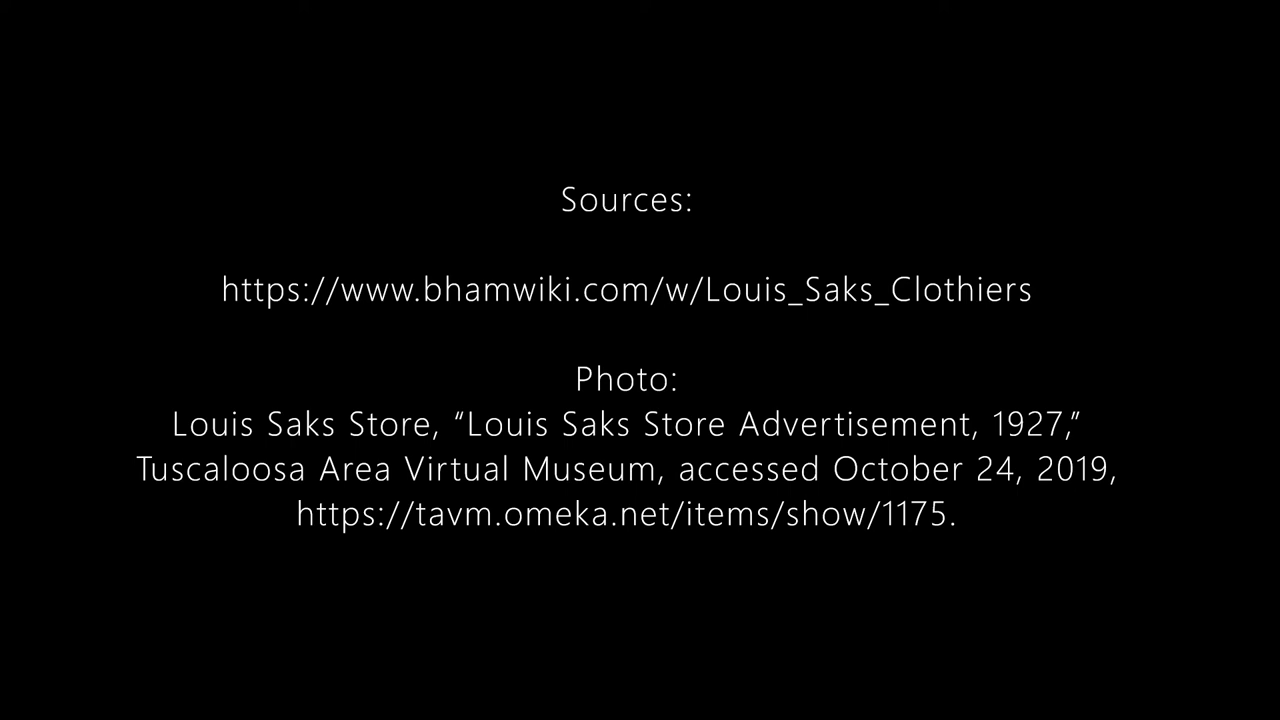 Sources:
https://www.bhamwiki.com/w/Louis_Saks_Clothiers
Photo:
Louis Saks Store, “Louis Saks Store Advertisement, 1927,”
Tuscaloosa Area Virtual Museum, accessed October 24, 2019,
https://tavm.omeka.net/items/show/1175.